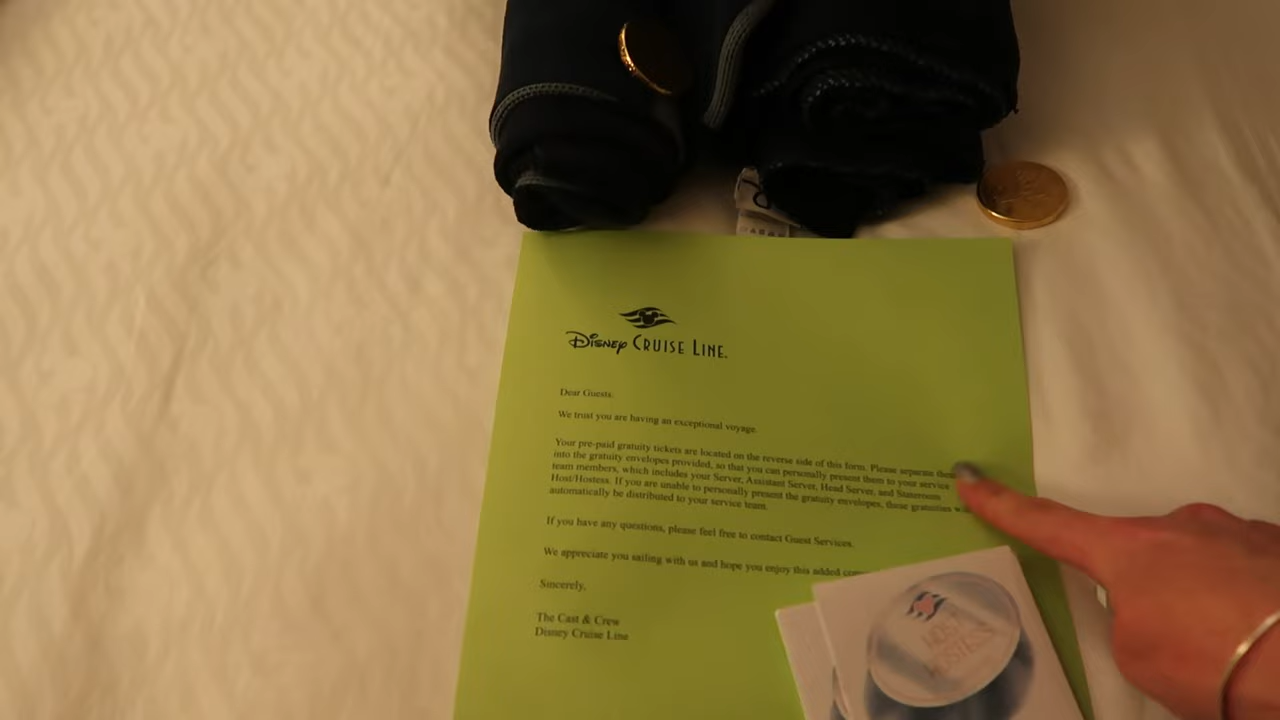 Disney Cruise Line.
Dear Guests,
We trust you are having an exceptional voyage.
Your pre-paid gratuity tickets are located on the reverse side of this form. Please separate them
into the gratuity envelopes provided, so that you can personally present them to your service
team members, which includes your Server, Assistant Server, Head Server, and Stateroom
Host/Hostess. If you are unable to personally present the gratuity envelopes, these gratuities
automatically be distributed to your service team.
If you have any questions, please feel free to contact Guest Services.
We appreciate you sailing with us and hope you enjoy this added
Sincerely,
The Cast & Crew
Disney Cruise Line
HOST
HOSTESS